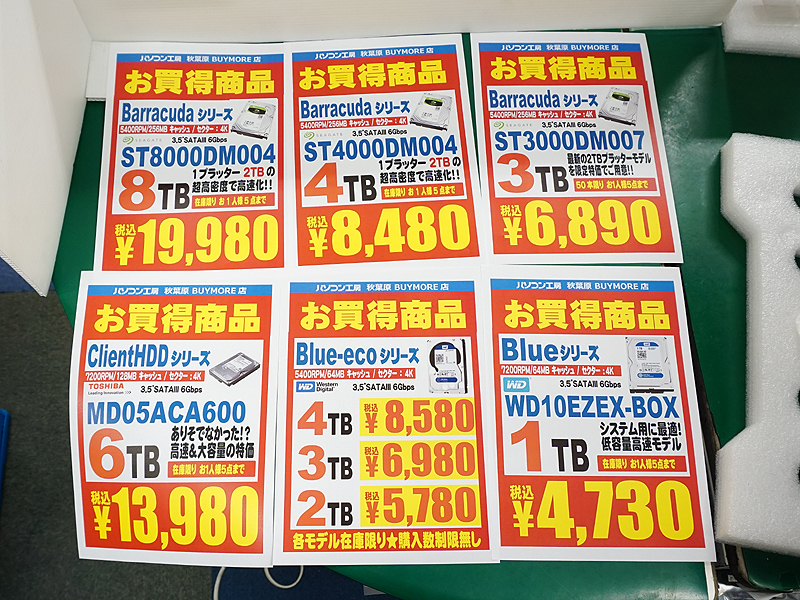 パソコン工房 秋葉原 BUYMORE 店
お買得商品
Barracuda シリーズ
5400RPM/256MB キャッシュ / セクター：4K
SEAGATE
3.5"SATAIII 6Gbps
ST8000DM004
1プラッター 2TBの
超高密度で高速化！！
8TB
在庫限り お１人様５点まで
税込
¥19,980
パソコン工房 秋葉原 BUYMORE 店
お買得商品
Barracuda シリーズ
5400RPM/256MB キャッシュ / セクター：4K
SEAGATE
3.5"SATAIII 6Gbps
ST4000DM004
1プラッター 2TBの
超高密度で高速化！！
4TB
在庫限り お１人様５点まで
税込
¥8,480
パソコン工房 秋葉原 BUYMORE 店
お買得商品
Barracuda シリーズ
5400RPM/256MB キャッシュ / セクター：4K
SEAGATE
3.5"SATAIII 6Gbps
ST3000DM007
最新の2TBプラッターモデル
を限定特価でご用意！！
3TB
50本限り お1人様5点まで
税込
¥6,890
パソコン工房 秋葉原 BUYMORE 店
お買得商品
ClientHDD シリーズ
7200RPM/128MB キャッシュ / セクター：4K
TOSHIBA
Leading Innovation >>>
3.5"SATAIII 6Gbps
MD05ACA600
ありそでなかった！？
高速&大容量の特価
6TB
在庫限り お1人様5点まで
税込
¥13,980
パソコン工房 秋葉原 BUYMORE 店
お買得商品
Blue-eco シリーズ
5400RPM/64MB キャッシュ / セクター：4K
WD Western Digital
3.5"SATAIII 6Gbps
4TB 税込 ¥8,580
3TB 税込 ¥6,980
2TB 税込 ¥5,780
各モデル在庫限り★購入数制限無し
パソコン工房 秋葉原 BUYMORE 店
お買得商品
Blue シリーズ
7200RPM/64MB キャッシュ / セクター：4K
WD
3.5"SATAIII 6Gbps
WD10EZEX-BOX
システム用に最適！
低容量高速モデル
1TB
在庫限り お1人様5点まで
税込
¥4,730